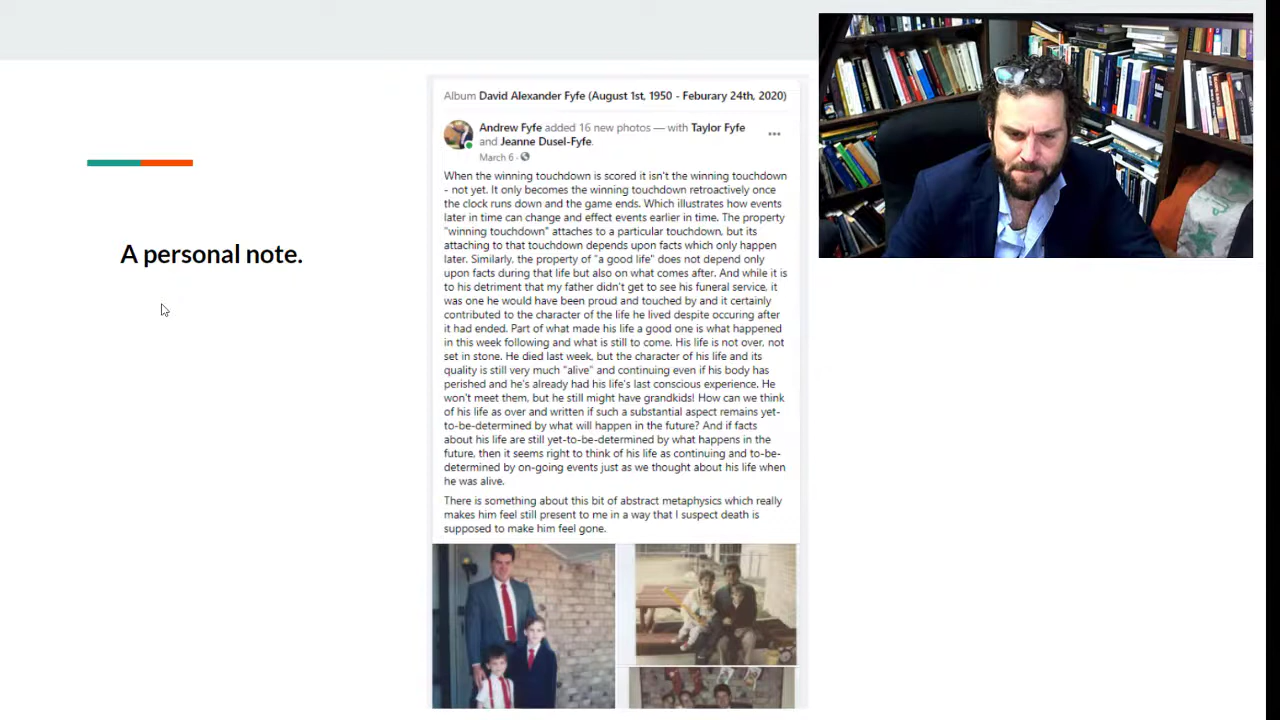 A personal note.
Album David Alexander Fyfe (August 1st, 1950 - Feburary 24th, 2020)
Andrew Fyfe added 16 new photos — with Taylor Fyfe
and Jeanne Dusel-Fyfe.
March 6 ·
When the winning touchdown is scored it isn't the winning touchdown
- not yet. It only becomes the winning touchdown retroactively once
the clock runs down and the game ends. Which illustrates how events
later in time can change and effect events earlier in time. The property
"winning touchdown" attaches to a particular touchdown, but its
attaching to that touchdown depends upon facts which only happen
later. Similarly, the property of "a good life" does not depend only
upon facts during that life but also on what comes after. And while it is
to his detriment that my father didn't get to see his funeral service, it
was one he would have been proud and touched by and it certainly
contributed to the character of the life he lived despite occuring after
it had ended. Part of what made his life a good one is what happened
in this week following and what is still to come. His life is not over, not
set in stone. He died last week, but the character of his life and its
quality is still very much "alive" and continuing even if his body has
perished and he's already had his life's last conscious experience. He
won't meet them, but he still might have grandkids! How can we think
of his life as over and written if such a substantial aspect remains yet-
to-be-determined by what will happen in the future? And if facts
about his life are still yet-to-be-determined by what happens in the
future, then it seems right to think of his life as continuing and to-be-
determined by on-going events just as we thought about his life when
he was alive.
There is something about this bit of abstract metaphysics which really
makes him feel still present to me in a way that I suspect death is
supposed to make him feel gone.